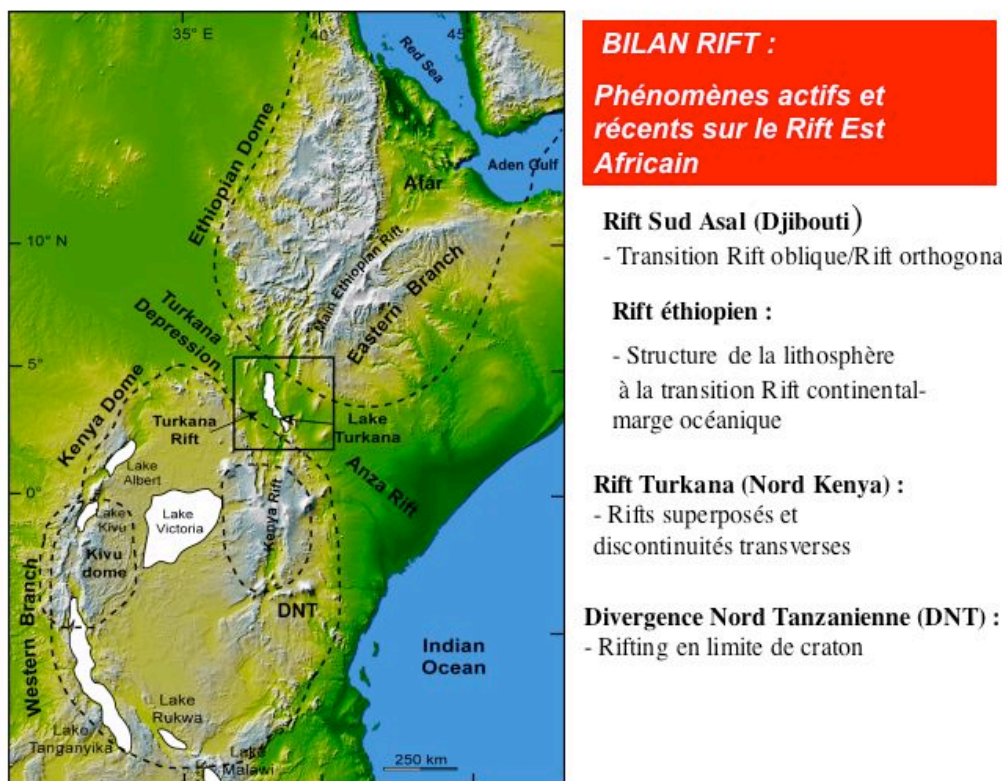 35° E
40°
45°
Red Sea
Ethiopian Dome
Afar
Aden Gulf
10° N
Main Ethiopian Rift
Eastern Branch
Turkana
Depression
5°
Kenya Dome
Turkana
Rift
Lake
Turkana
Lake
Albert
Anza Rift
0°
Lake
Kivu
Lake
Victoria
Kenya Rift
Kivu
dome
Western Branch
DNT
Indian
Ocean
Lake
Rukwa
Lake
Tanganyika
Lake
Malawi
250 km
BILAN RIFT :
Phénomènes actifs et
récents sur le Rift Est
Africain
Rift Sud Asal (Djibouti)
- Transition Rift oblique/Rift orthogona
Rift éthiopien :
- Structure de la lithosphère
à la transition Rift continental-
marge océanique
Rift Turkana (Nord Kenya) :
- Rifts superposés et
discontinuités transverses
Divergence Nord Tanzanienne (DNT) :
- Rifting en limite de craton